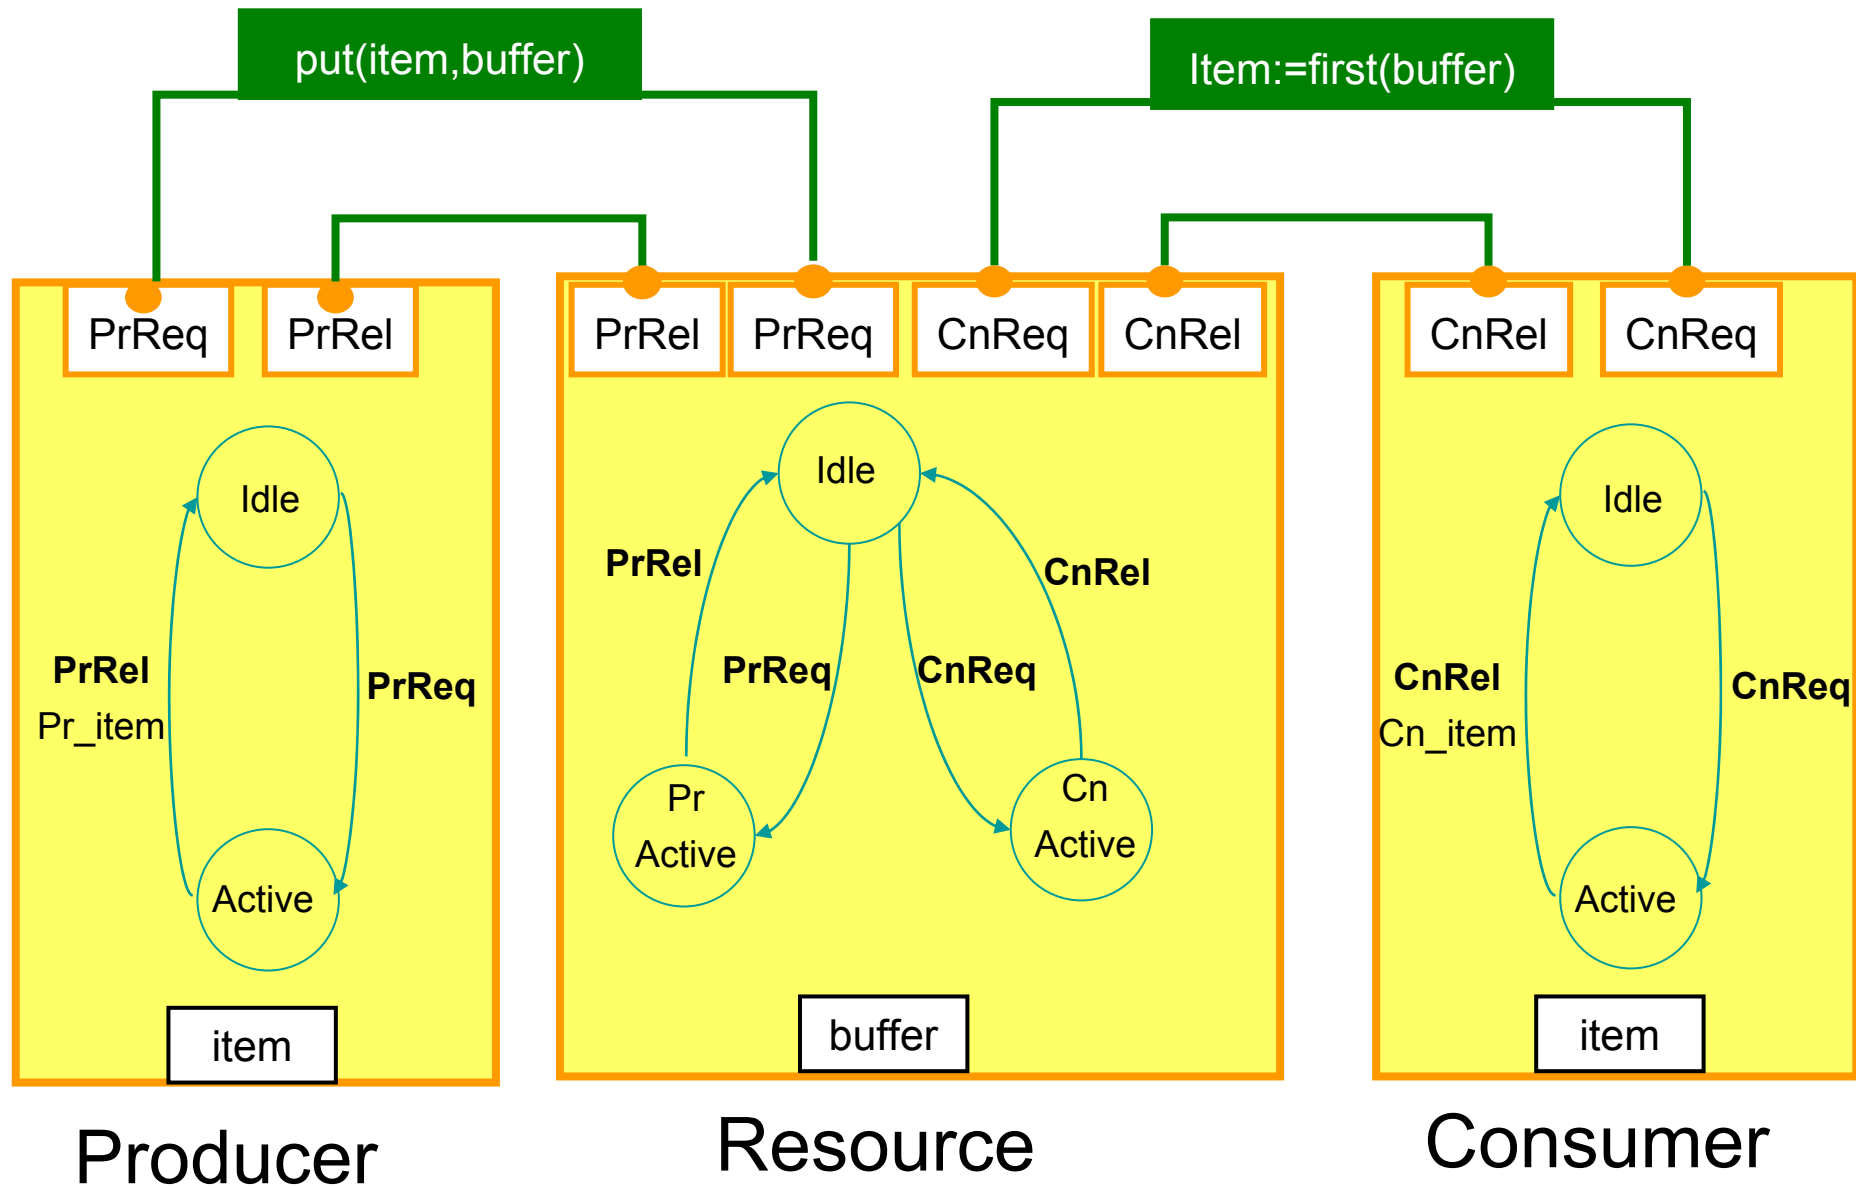 put(item,buffer)
Item:=first(buffer)
PrReq
PrRel
PrRel
PrReq
CnReq
CnRel
CnRel
CnReq
Idle
PrRel
Pr_item
PrReq
Active
item
Idle
PrRel
CnRel
PrReq
CnReq
Pr
Active
Cn
Active
buffer
Idle
CnRel
Cn_item
CnReq
Active
item
Producer
Resource
Consumer